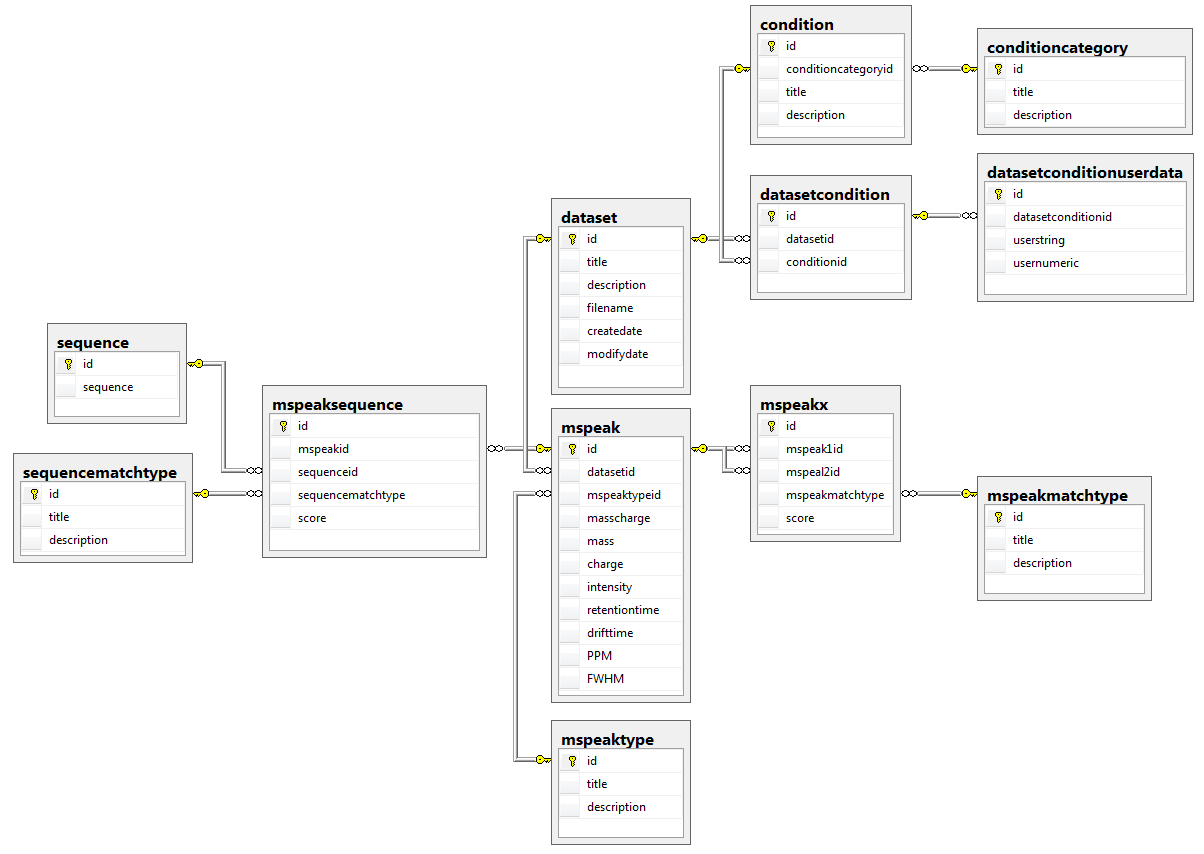 condition
id
conditioncategoryid
title
description
conditioncategory
id
title
description
datasetcondition
id
datasetid
conditionid
datasetconditionuserdata
id
datasetconditionid
userstring
usernumeric
dataset
id
title
description
filename
createdate
modifydate
sequence
id
sequence
sequencematchtype
id
title
description
mspeaksequence
id
mspeakid
sequenceid
sequencematchtype
score
mspeak
id
datasetid
mspeaktypeid
masscharge
mass
charge
intensity
retentiontime
drifttime
PPM
FWHM
mspeakx
id
mspeak1id
mspeal2id
mspeakmatchtype
score
mspeakmatchtype
id
title
description
mspeaktype
id
title
description